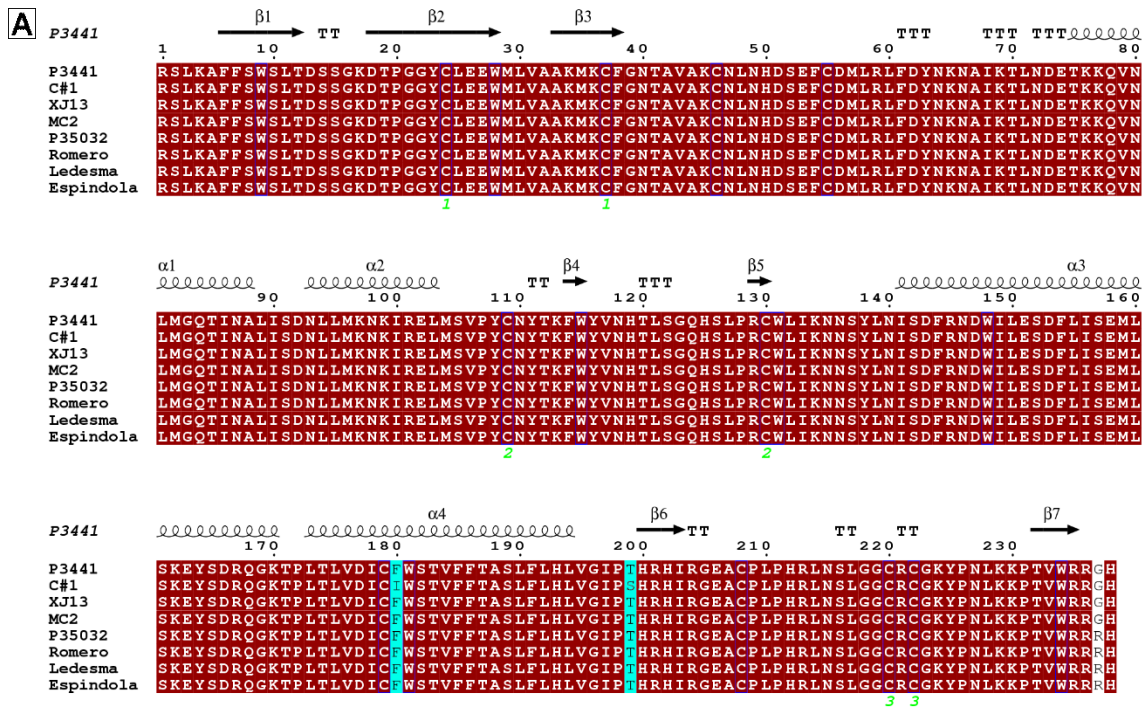 A
β1 β2 β3
P3441 TT TTT TTT TTT
1 10 20 30 40 50 60 70 80
P3441 RSLKAFFSWSLTDSSGKDTPGGYCLEEWMLVAAKMKCFGNTAVAKCNLNHDSEFCDMLRLFDYNKNAIKTLNDETKKQVN
C#1 RSLKAFFSWSLTDSSGKDTPGGYCLEEWMLVAAKMKCFGNTAVAKCNLNHDSEFCDMLRLFDYNKNAIKTLNDETKKQVN
XJ13 RSLKAFFSWSLTDSSGKDTPGGYCLEEWMLVAAKMKCFGNTAVAKCNLNHDSEFCDMLRLFDYNKNAIKTLNDETKKQVN
MC2 RSLKAFFSWSLTDSSGKDTPGGYCLEEWMLVAAKMKCFGNTAVAKCNLNHDSEFCDMLRLFDYNKNAIKTLNDETKKQVN
P35032 RSLKAFFSWSLTDSSGKDTPGGYCLEEWMLVAAKMKCFGNTAVAKCNLNHDSEFCDMLRLFDYNKNAIKTLNDETKKQVN
Romero RSLKAFFSWSLTDSSGKDTPGGYCLEEWMLVAAKMKCFGNTAVAKCNLNHDSEFCDMLRLFDYNKNAIKTLNDETKKQVN
Ledesma RSLKAFFSWSLTDSSGKDTPGGYCLEEWMLVAAKMKCFGNTAVAKCNLNHDSEFCDMLRLFDYNKNAIKTLNDETKKQVN
Espindola RSLKAFFSWSLTDSSGKDTPGGYCLEEWMLVAAKMKCFGNTAVAKCNLNHDSEFCDMLRLFDYNKNAIKTLNDETKKQVN
1 1
α1 α2 β4 β5 α3
P3441 TT TTT
90 100 110 120 130 140 150 160
P3441 LMGQTINALISDNLLMKNKIRELMSVPYCNYTKFWYVNHTLSGQHSLPRCWLIKNNSYLNISDFRNDWILESDFLISEML
C#1 LMGQTINALISDNLLMKNKIRELMSVPYCNYTKFWYVNHTLSGQHSLPRCWLIKNNSYLNISDFRNDWILESDFLISEML
XJ13 LMGQTINALISDNLLMKNKIRELMSVPYCNYTKFWYVNHTLSGQHSLPRCWLIKNNSYLNISDFRNDWILESDFLISEML
MC2 LMGQTINALISDNLLMKNKIRELMSVPYCNYTKFWYVNHTLSGQHSLPRCWLIKNNSYLNISDFRNDWILESDFLISEML
P35032 LMGQTINALISDNLLMKNKIRELMSVPYCNYTKFWYVNHTLSGQHSLPRCWLIKNNSYLNISDFRNDWILESDFLISEML
Romero LMGQTINALISDNLLMKNKIRELMSVPYCNYTKFWYVNHTLSGQHSLPRCWLIKNNSYLNISDFRNDWILESDFLISEML
Ledesma LMGQTINALISDNLLMKNKIRELMSVPYCNYTKFWYVNHTLSGQHSLPRCWLIKNNSYLNISDFRNDWILESDFLISEML
Espindola LMGQTINALISDNLLMKNKIRELMSVPYCNYTKFWYVNHTLSGQHSLPRCWLIKNNSYLNISDFRNDWILESDFLISEML
2 2
α4 β6 β7
P3441 TT TT TT
170 180 190 200 210 220 230
P3441 SKEYSDRQGKTPLTLVDICFWSTVFFTASLFLHLVGIPTHRHIRGEACPLPHRLNSLGGCRCGKYPNLKKPTVWRRGH
C#1 SKEYSDRQGKTPLTLVDICIWSTVFFTASLFLHLVGIPSHRHIRGEACPLPHRLNSLGGCRCGKYPNLKKPTVWRRGH
XJ13 SKEYSDRQGKTPLTLVDICFWSTVFFTASLFLHLVGIPTHRHIRGEACPLPHRLNSLGGCRCGKYPNLKKPTVWRRGH
MC2 SKEYSDRQGKTPLTLVDICFWSTVFFTASLFLHLVGIPTHRHIRGEACPLPHRLNSLGGCRCGKYPNLKKPTVWRRGH
P35032 SKEYSDRQGKTPLTLVDICFWSTVFFTASLFLHLVGIPTHRHIRGEACPLPHRLNSLGGCRCGKYPNLKKPTVWRRRH
Romero SKEYSDRQGKTPLTLVDICFWSTVFFTASLFLHLVGIPTHRHIRGEACPLPHRLNSLGGCRCGKYPNLKKPTVWRRRH
Ledesma SKEYSDRQGKTPLTLVDICFWSTVFFTASLFLHLVGIPTHRHIRGEACPLPHRLNSLGGCRCGKYPNLKKPTVWRRRH
Espindola SKEYSDRQGKTPLTLVDICFWSTVFFTASLFLHLVGIPTHRHIRGEACPLPHRLNSLGGCRCGKYPNLKKPTVWRRRH
3 3